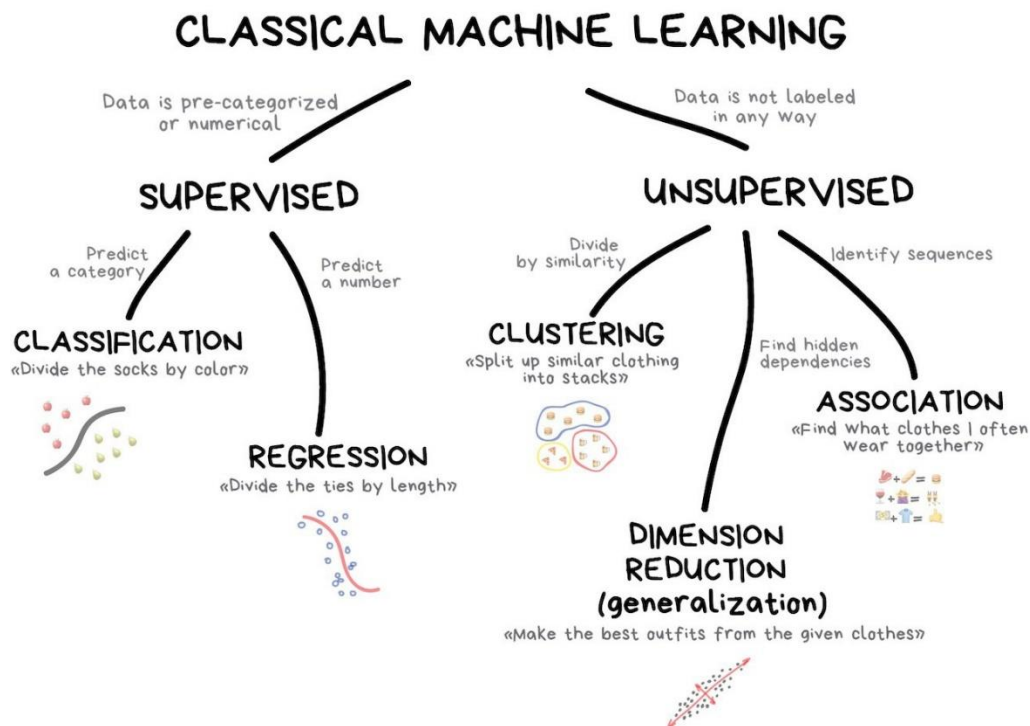 CLASSICAL MACHINE LEARNING
Data is pre-categorized
or numerical
Data is not labeled
in any way
SUPERVISED
UNSUPERVISED
Predict
a category
Predict
a number
Divide
by similarity
Identify sequences
CLASSIFICATION
«Divide the socks by color»
CLUSTERING
«Split up similar clothing
into stacks»
Find hidden
dependencies
ASSOCIATION
«Find what clothes I often
wear together»
REGRESSION
«Divide the ties by length»
+ =
+ =
+ =
DIMENSION
REDUCTION
(generalization)
«Make the best outfits from the given clothes»